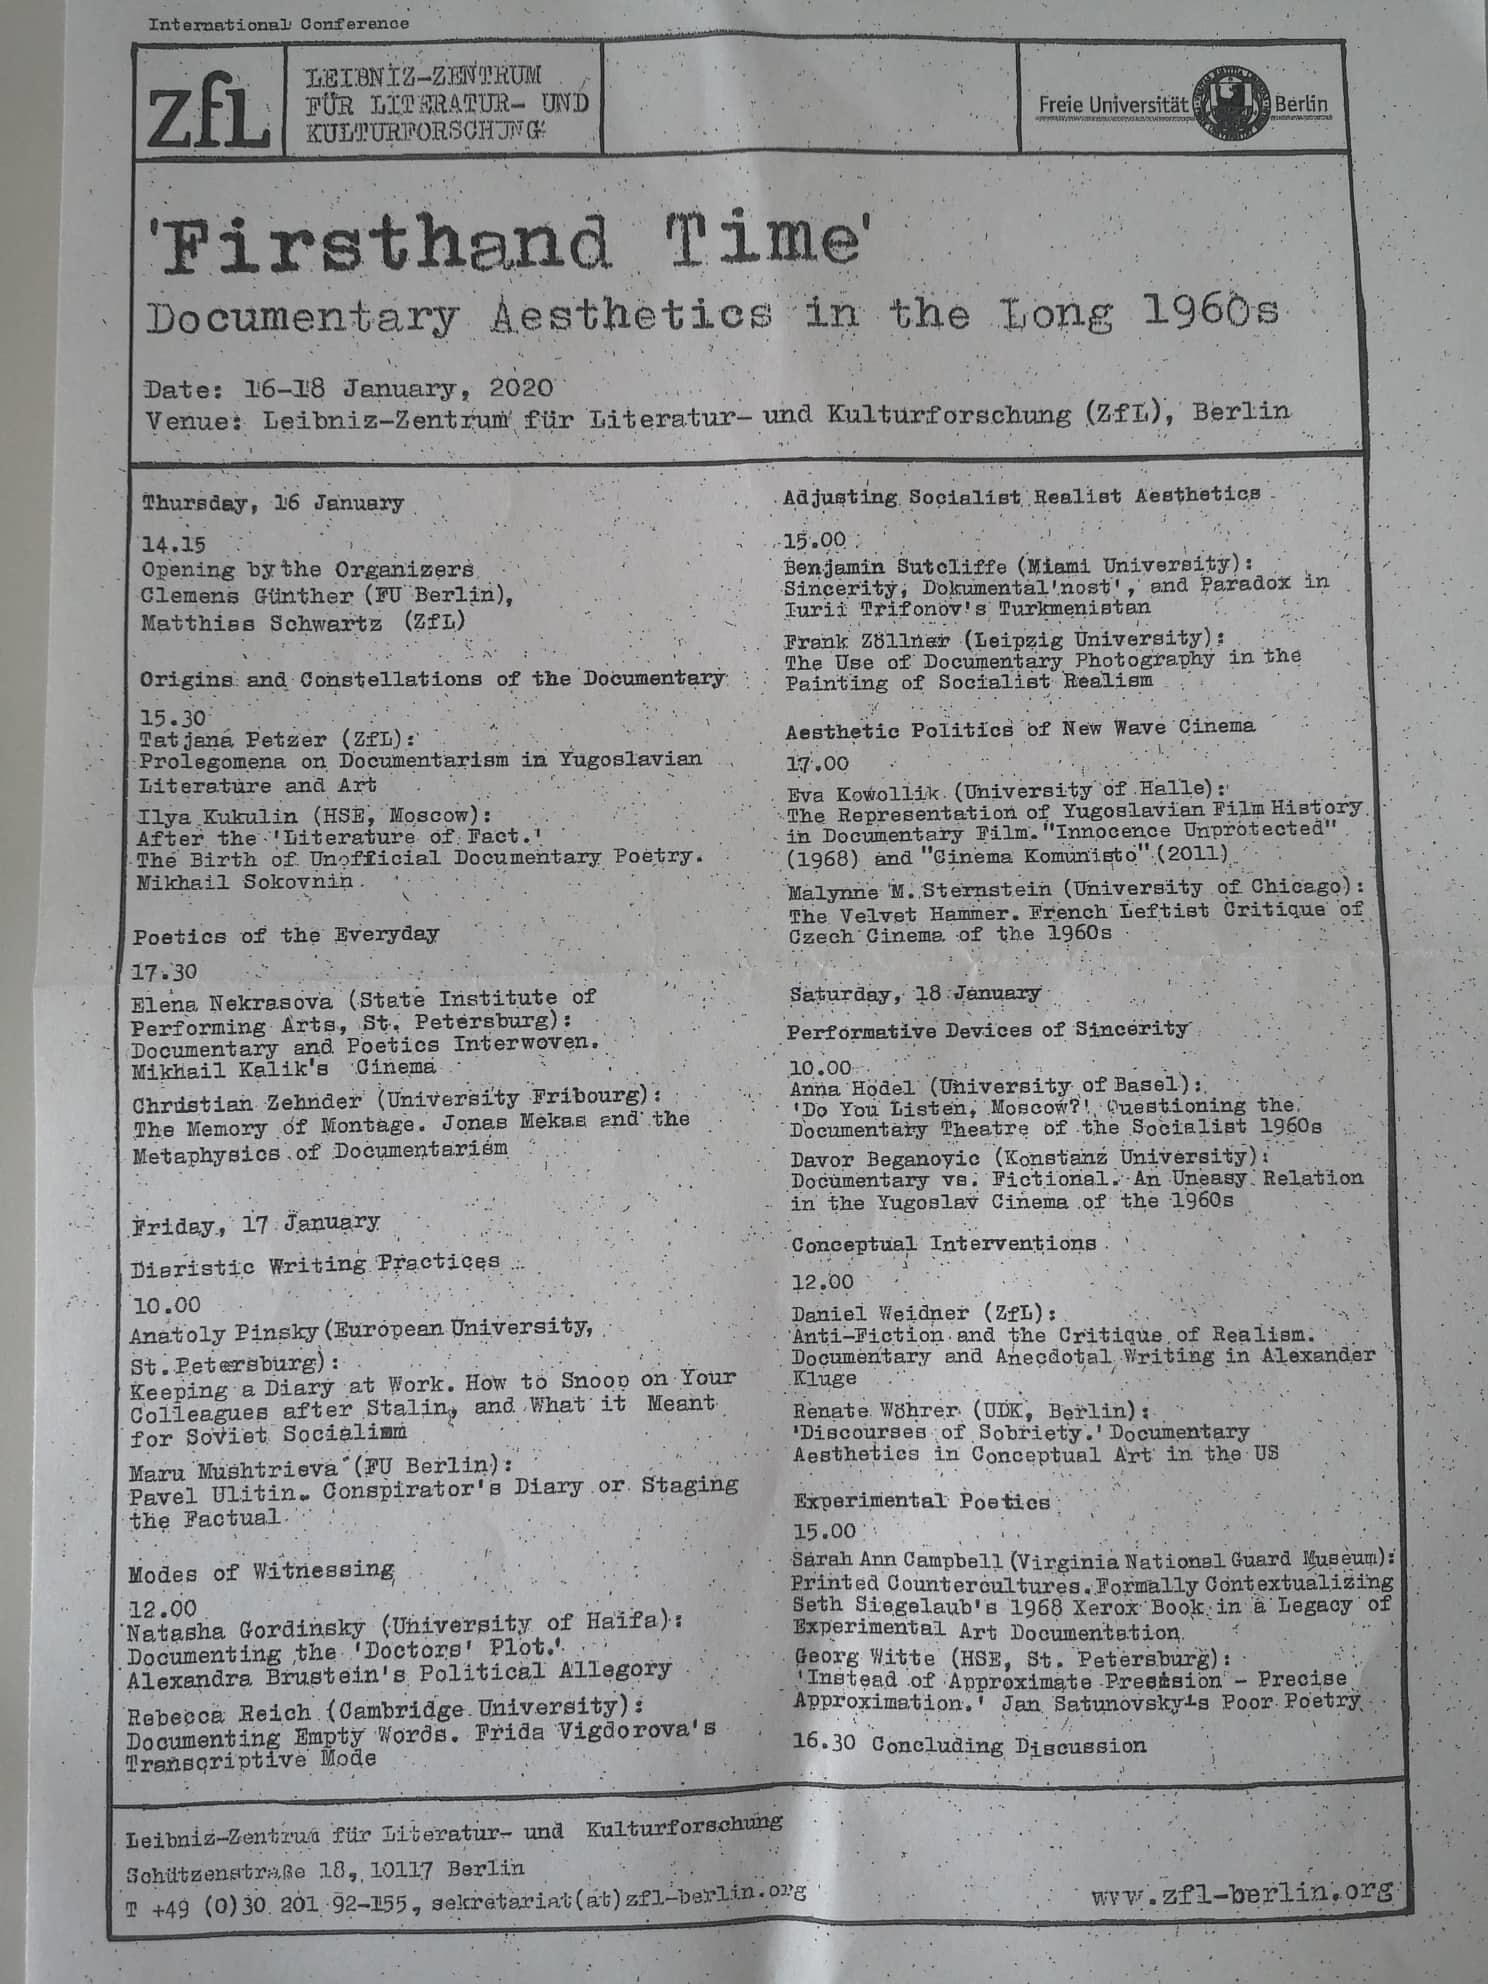 International Conference
ZfL
LEIBNIZ-ZENTRUM
FÜR LITERATUR- UND
KULTURFORSCHUNG
Freie Universität Berlin
'Firsthand Time'
Documentary Aesthetics in the Long 1960s
Date: 16-18 January, 2020
Venue: Leibniz-Zentrum für Literatur- und Kulturforschung (ZfL), Berlin
Thursday, 16 January
14.15
Opening by the Organizers
Clemens Günther (FU Berlin),
Matthias Schwartz (ZfL)
Origins and Constellations of the Documentary
15.30
Tatjana Petzer (ZfL):
Prolegomena on Documentarism in Yugoslavian
Literature and Art
Ilya Kukulin (HSE, Moscow):
After the 'Literature of Fact.'
The Birth of Unofficial Documentary Poetry.
Mikhail Sokovnin
Poetics of the Everyday
17.30
Elena Nekrasova (State Institute of
Performing Arts, St. Petersburg):
Documentary and Poetics Interwoven.
Mikhail Kalik's Cinema
Christian Zehnder (University Fribourg):
The Memory of Montage. Jonas Mekas and the
Metaphysics of Documentarism
Friday, 17 January
Diaristic Writing Practices
10.00
Anatoly Pinsky (European University,
St. Petersburg):
Keeping a Diary at Work. How to Snoop on Your
Colleagues after Stalin, and What it Meant
for Soviet Socialism
Maru Mushtrieva (FU Berlin):
Pavel Ulitin. Conspirator's Diary or Staging
the Factual
Modes of Witnessing
12.00
Natasha Gordinsky (University of Haifa):
Documenting the 'Doctors' Plot.'
Alexandra Brustein's Political Allegory
Rebecca Reich (Cambridge University):
Documenting Empty Words. Frida Vigdorova's
Transcriptive Mode
Adjusting Socialist Realist Aesthetics
15.00
Benjamin Sutcliffe (Miami University):
Sincerity, Dokumental'nost', and Paradox in
Iurii Trifonov's Turkmenistan
Frank Zöllner (Leipzig University):
The Use of Documentary Photography in the
Painting of Socialist Realism
Aesthetic Politics of New Wave Cinema
17.00
Eva Kowollik (University of Halle):
The Representation of Yugoslavian Film History
in Documentary Film. "Innocence Unprotected"
(1968) and "Cinema Komunisto" (2011)
Malynne M. Sternstein (University of Chicago):
The Velvet Hammer. French Leftist Critique of
Czech Cinema of the 1960s
Saturday, 18 January
Performative Devices of Sincerity
10.00
Anna Hodel (University of Basel):
'Do You Listen, Moscow?' Questioning the
Documentary Theatre of the Socialist 1960s
Davor Beganovic (Konstanz University):
Documentary vs. Fictional. An Uneasy Relation
in the Yugoslav Cinema of the 1960s
Conceptual Interventions
12.00
Daniel Weidner (ZfL):
Anti-Fiction and the Critique of Realism.
Documentary and Anecdotal Writing in Alexander
Kluge
Renate Wöhrer (UDK, Berlin):
'Discourses of Sobriety.' Documentary
Aesthetics in Conceptual Art in the US
Experimental Poetics
15.00
Sarah Ann Campbell (Virginia National Guard Museum):
Printed Countercultures. Formally Contextualizing
Seth Siegelaub's 1968 Xerox Book in a Legacy of
Experimental Art Documentation
Georg Witte (HSE, St. Petersburg):
'Instead of Approximate Precision - Precise
Approximation.' Jan Satunovsky's Poor Poetry
16.30 Concluding Discussion
Leibniz-Zentrum für Literatur- und Kulturforschung
Schützenstraße 18, 10117 Berlin
T +49 (0)30 201 92-155, sekretariat(at)zfl-berlin.org
www.zfl-berlin.org